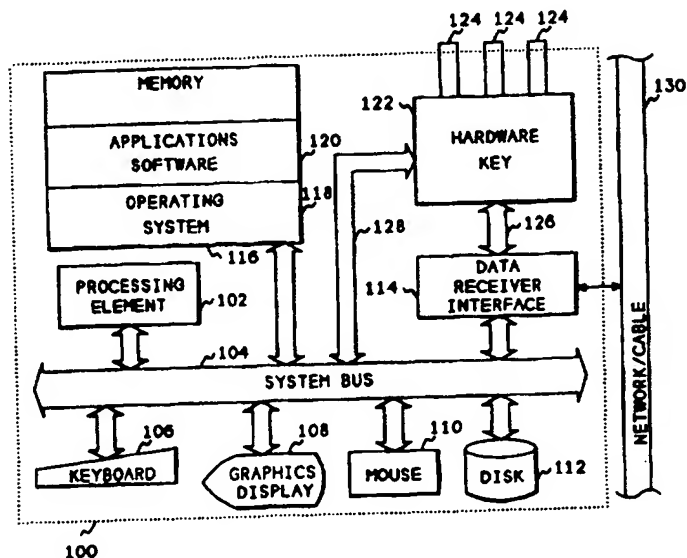 124 124 124
MEMORY
APPLICATIONS
SOFTWARE
120
OPERATING
SYSTEM
118
116
122
HARDWARE
KEY
130
128
126
PROCESSING
ELEMENT
102
114
DATA
RECEIVER
INTERFACE
104
SYSTEM BUS
NETWORK/CABLE
106
KEYBOARD
108
GRAPHICS
DISPLAY
110
MOUSE
DISK
112
100